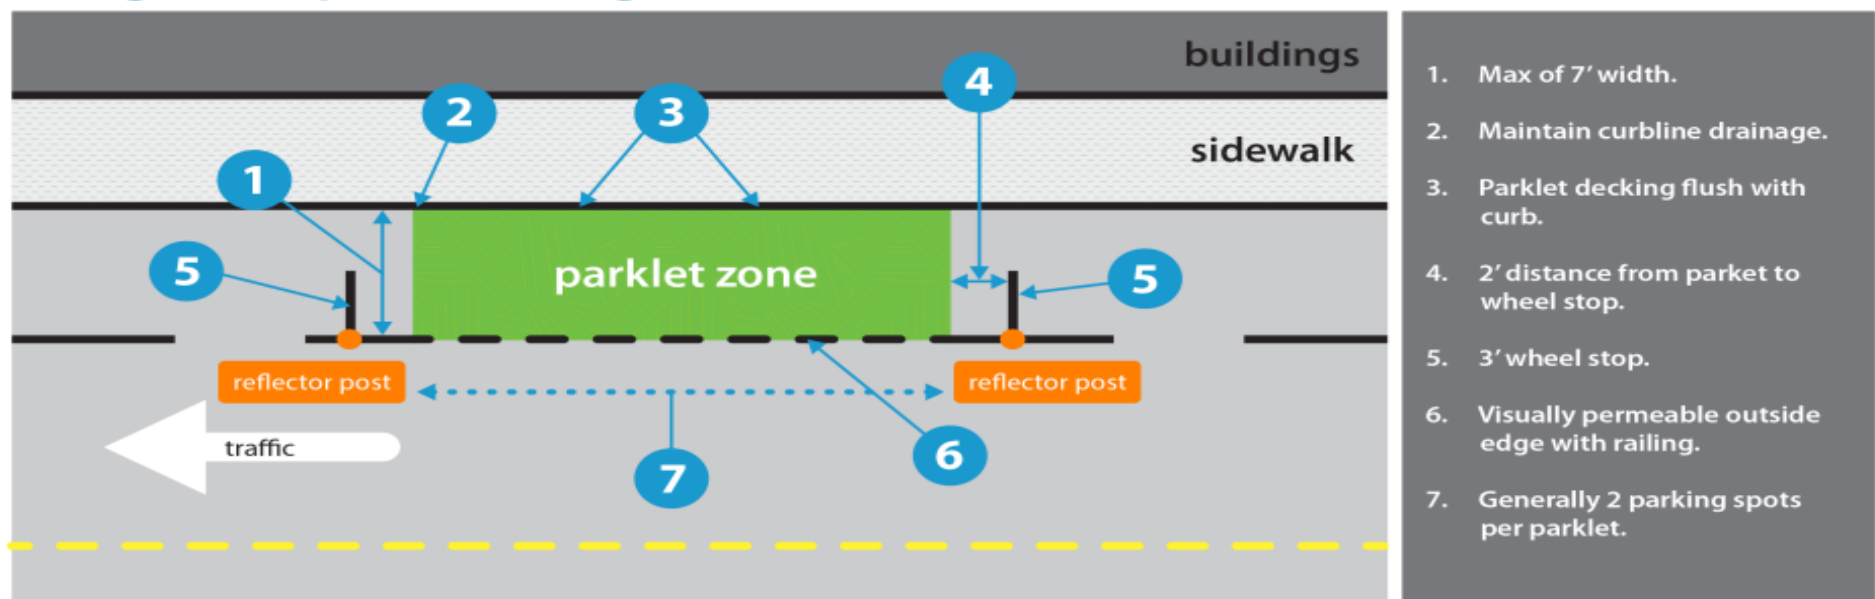 buildings
4
2
3
sidewalk
1
5
parklet zone
5
reflector post
reflector post
traffic
6
7
1. Max of 7' width.
2. Maintain curbline drainage.
3. Parklet decking flush with
curb.
4. 2' distance from parket to
wheel stop.
5. 3' wheel stop.
6. Visually permeable outside
edge with railing.
7. Generally 2 parking spots
per parklet.